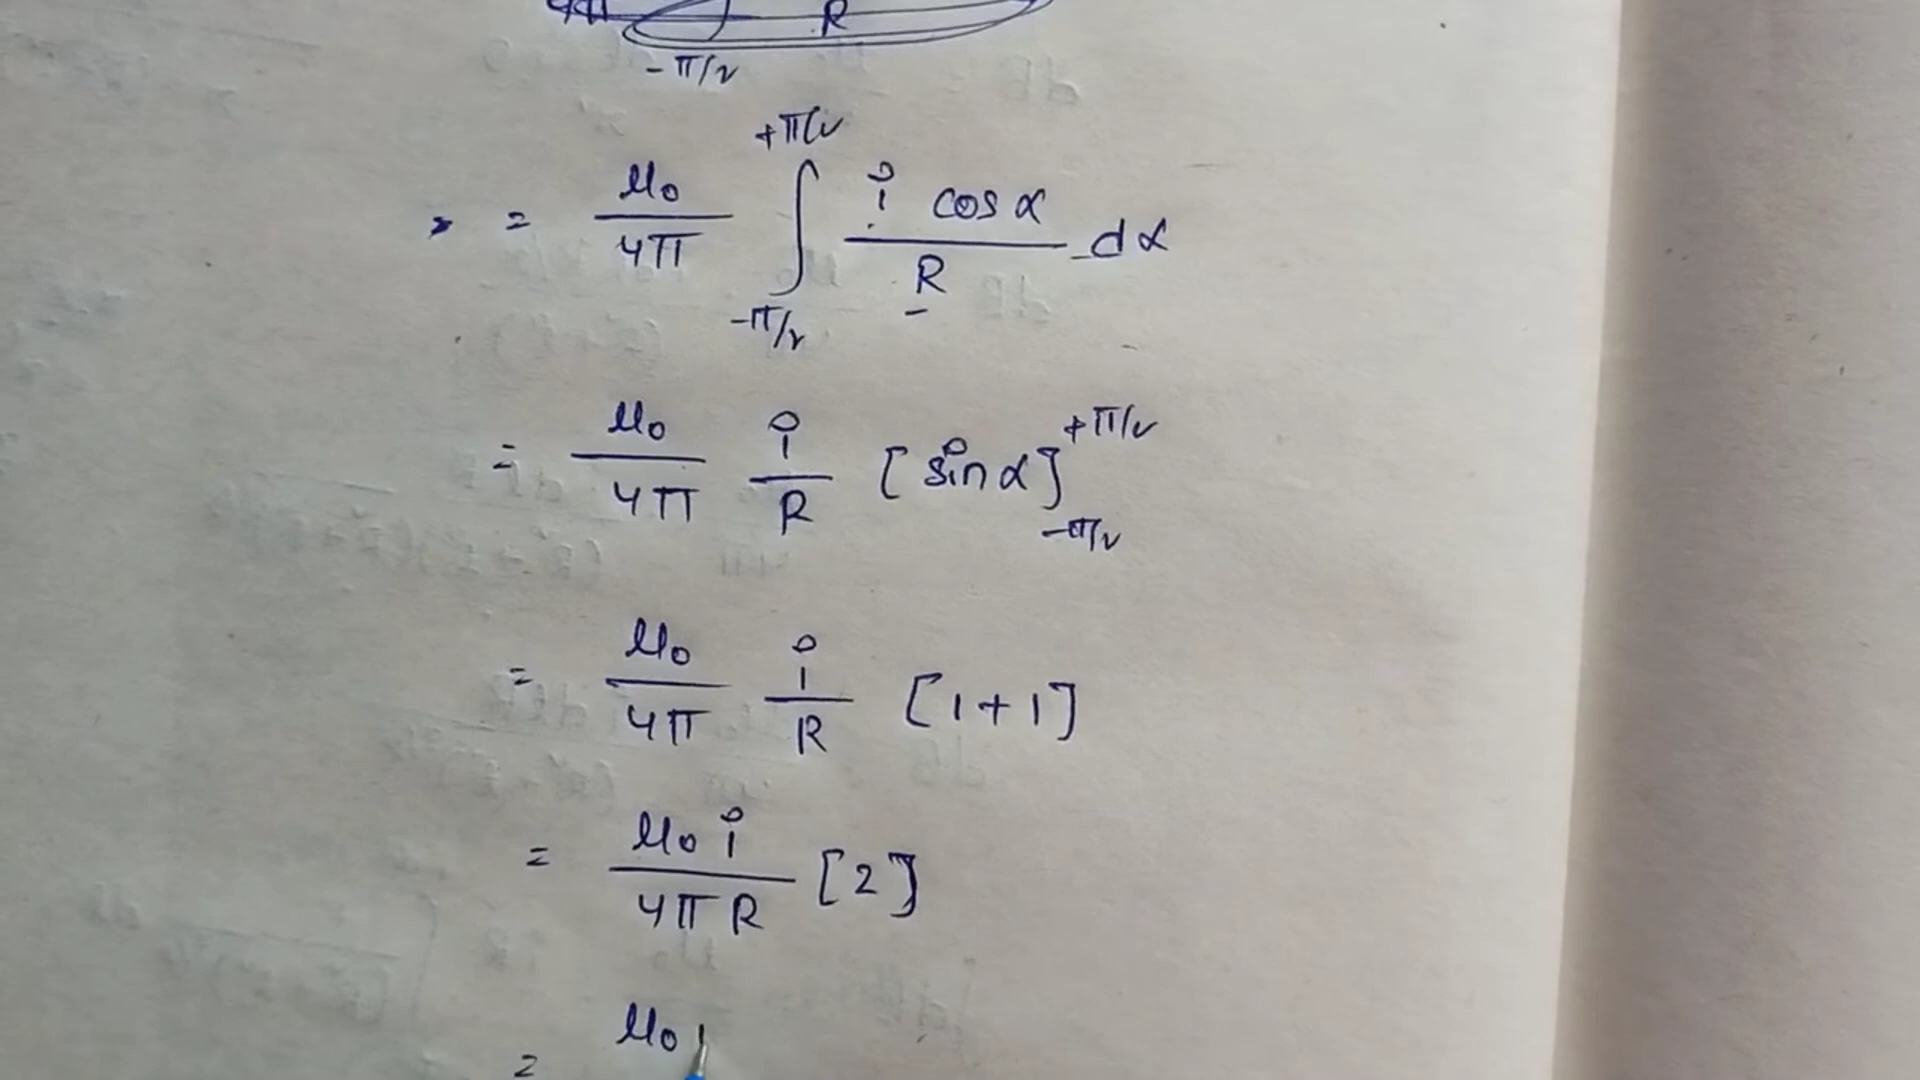 R
-π/2
= μ₀/4π ∫_{-π/2}^{+π/2} i cos α/R dα
= μ₀/4π i/R [sin α]_{-π/2}^{+π/2}
= μ₀/4π i/R [1+1]
= μ₀ i/4πR [2]
= μ₀ i